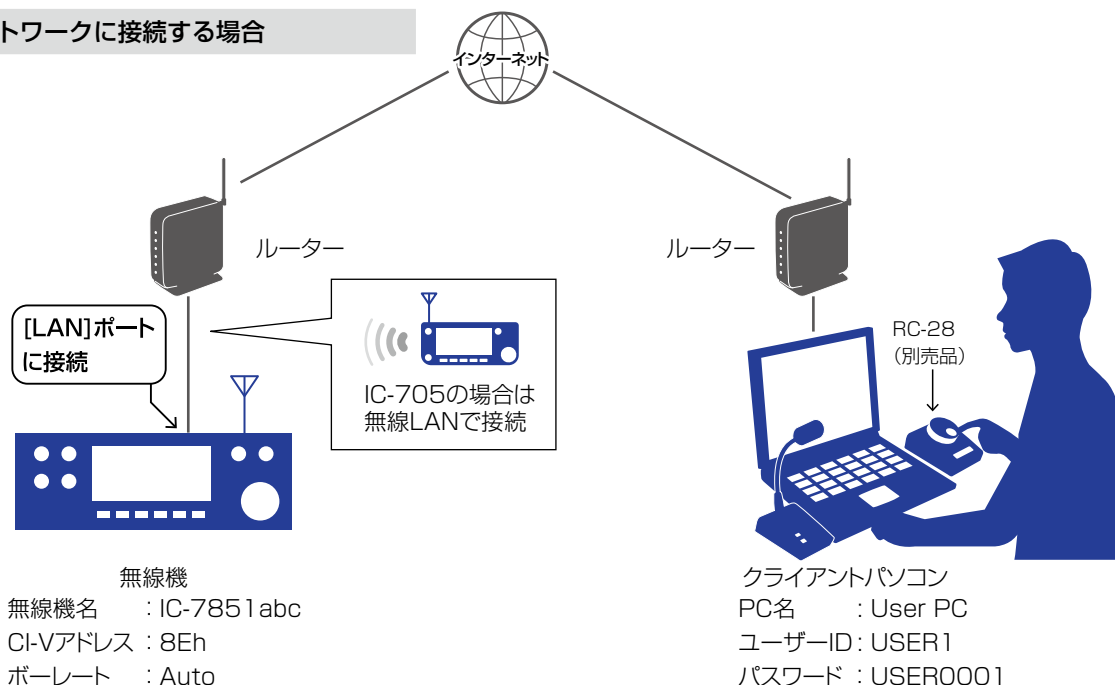 トワークに接続する場合
インターネット
ルーター
ルーター
[LAN]ポート
に接続
IC-705の場合は
無線LANで接続
RC-28
(別売品)
無線機
無線機名 : IC-7851abc
CI-Vアドレス : 8Eh
ボーレート : Auto
クライアントパソコン
PC名 : User PC
ユーザーID : USER1
パスワード : USER0001